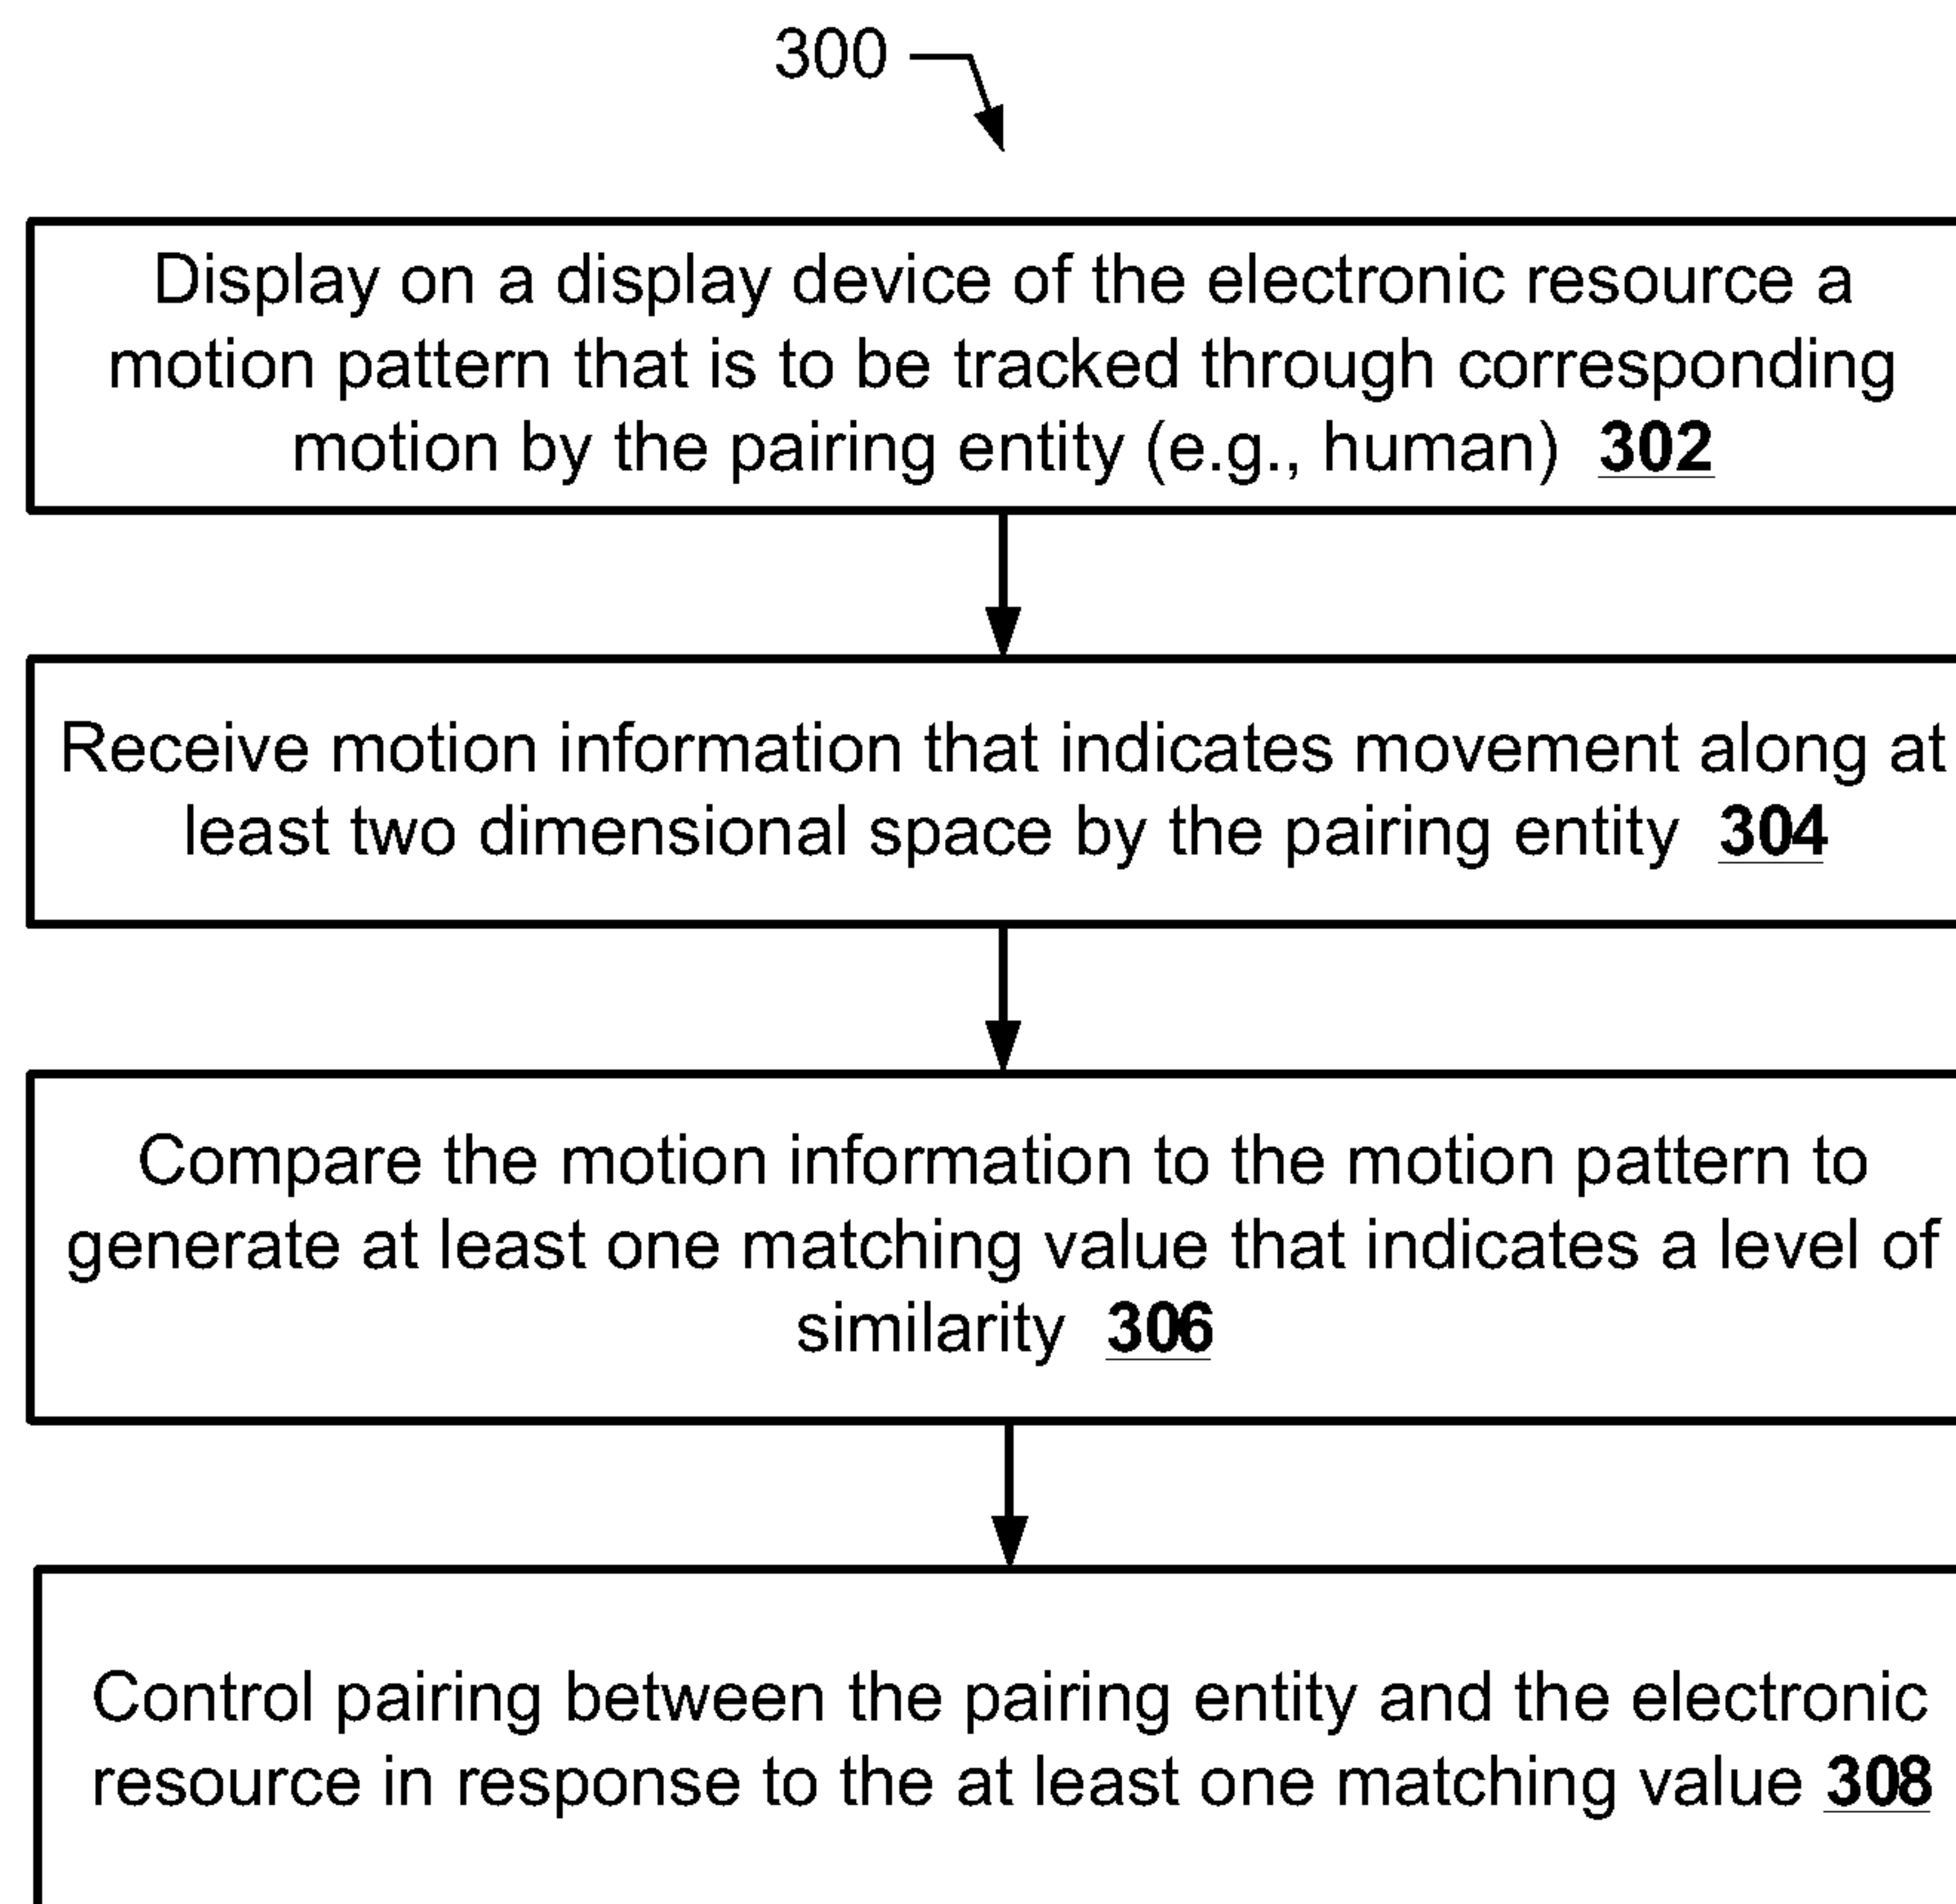 300
Display on a display device of the electronic resource a
motion pattern that is to be tracked through corresponding
motion by the pairing entity (e.g., human) 302
Receive motion information that indicates movement along at
least two dimensional space by the pairing entity 304
Compare the motion information to the motion pattern to
generate at least one matching value that indicates a level of
similarity 306
Control pairing between the pairing entity and the electronic
resource in response to the at least one matching value 308